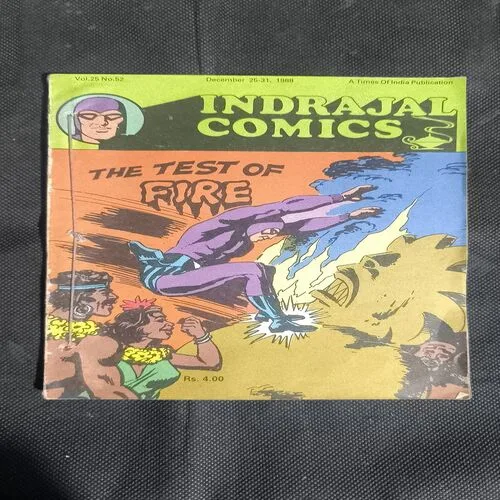 Vol.25 No.52
December 25-31, 1988
A Times Of India Publication
INDRAJAL
COMICS
THE TEST OF
FIRE
Rs. 4.00